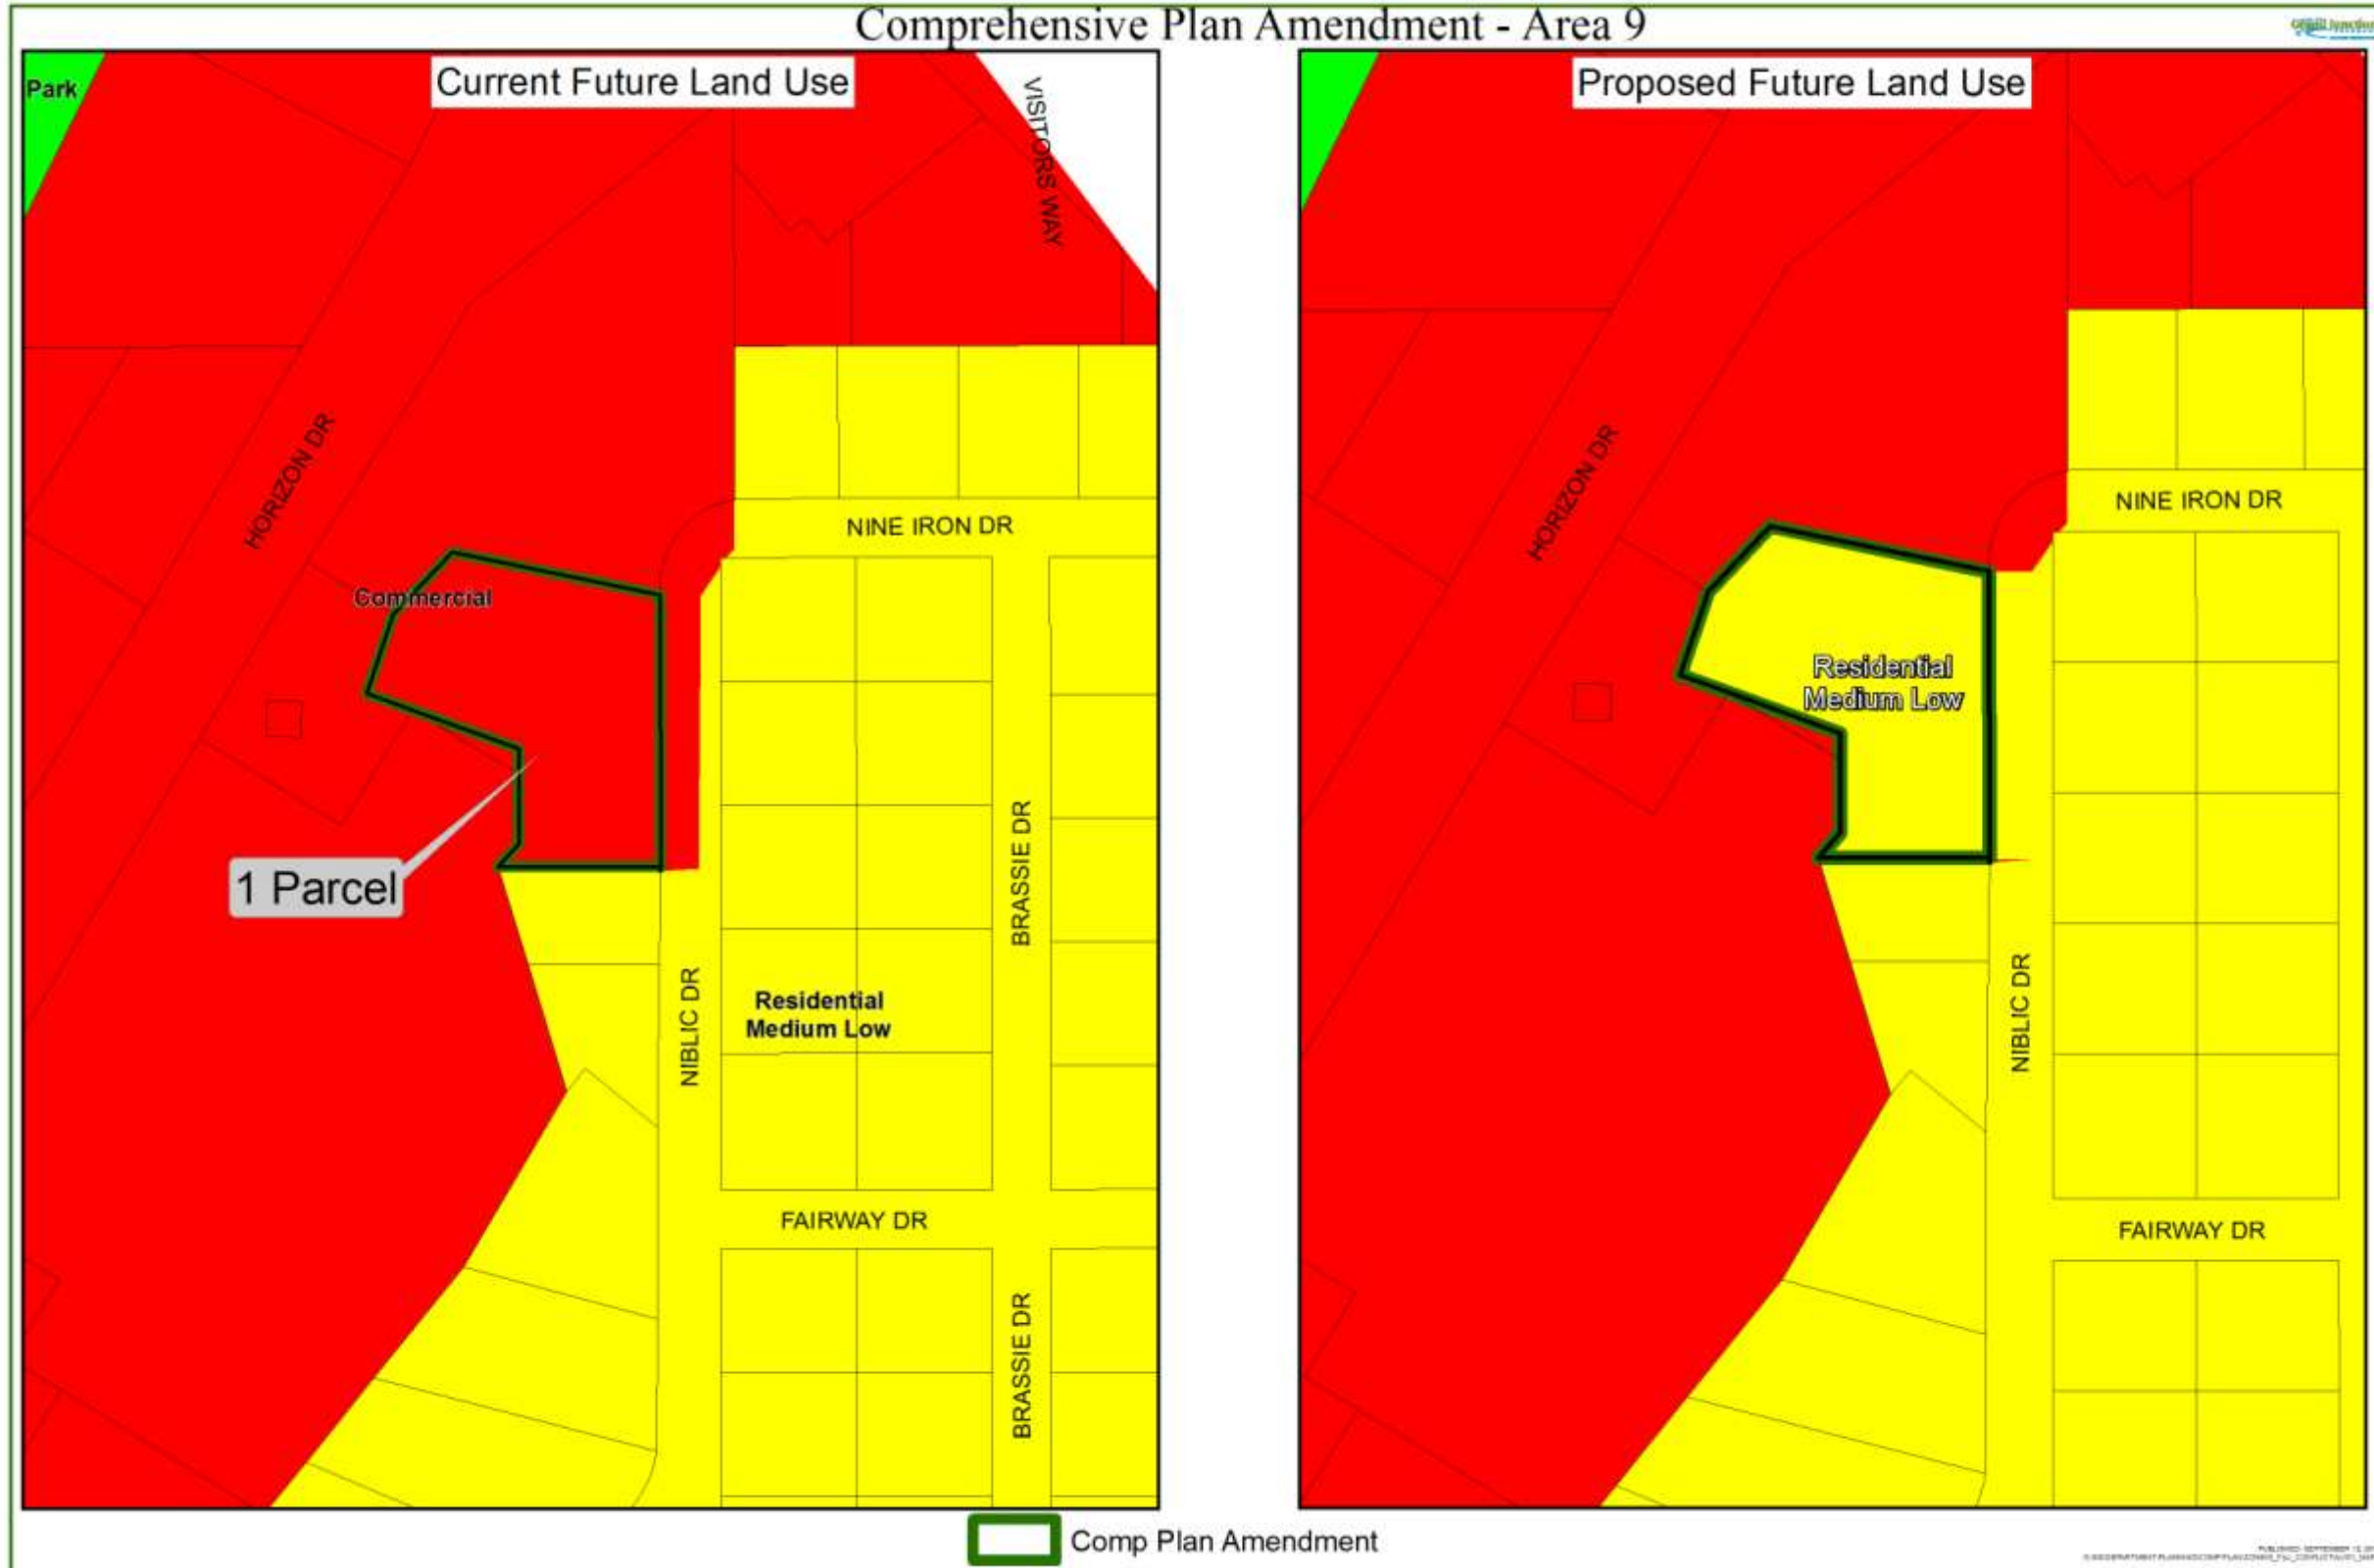 Comprehensive Plan Amendment - Area 9
Current Future Land Use
Park
VISITORS WAY
HORIZON DR
NINE IRON DR
Commercial
1 Parcel
BRASSIE DR
NIBLIC DR
Residential
Medium Low
FAIRWAY DR
BRASSIE DR
Proposed Future Land Use
HORIZON DR
NINE IRON DR
Residential
Medium Low
NIBLIC DR
FAIRWAY DR
Comp Plan Amendment